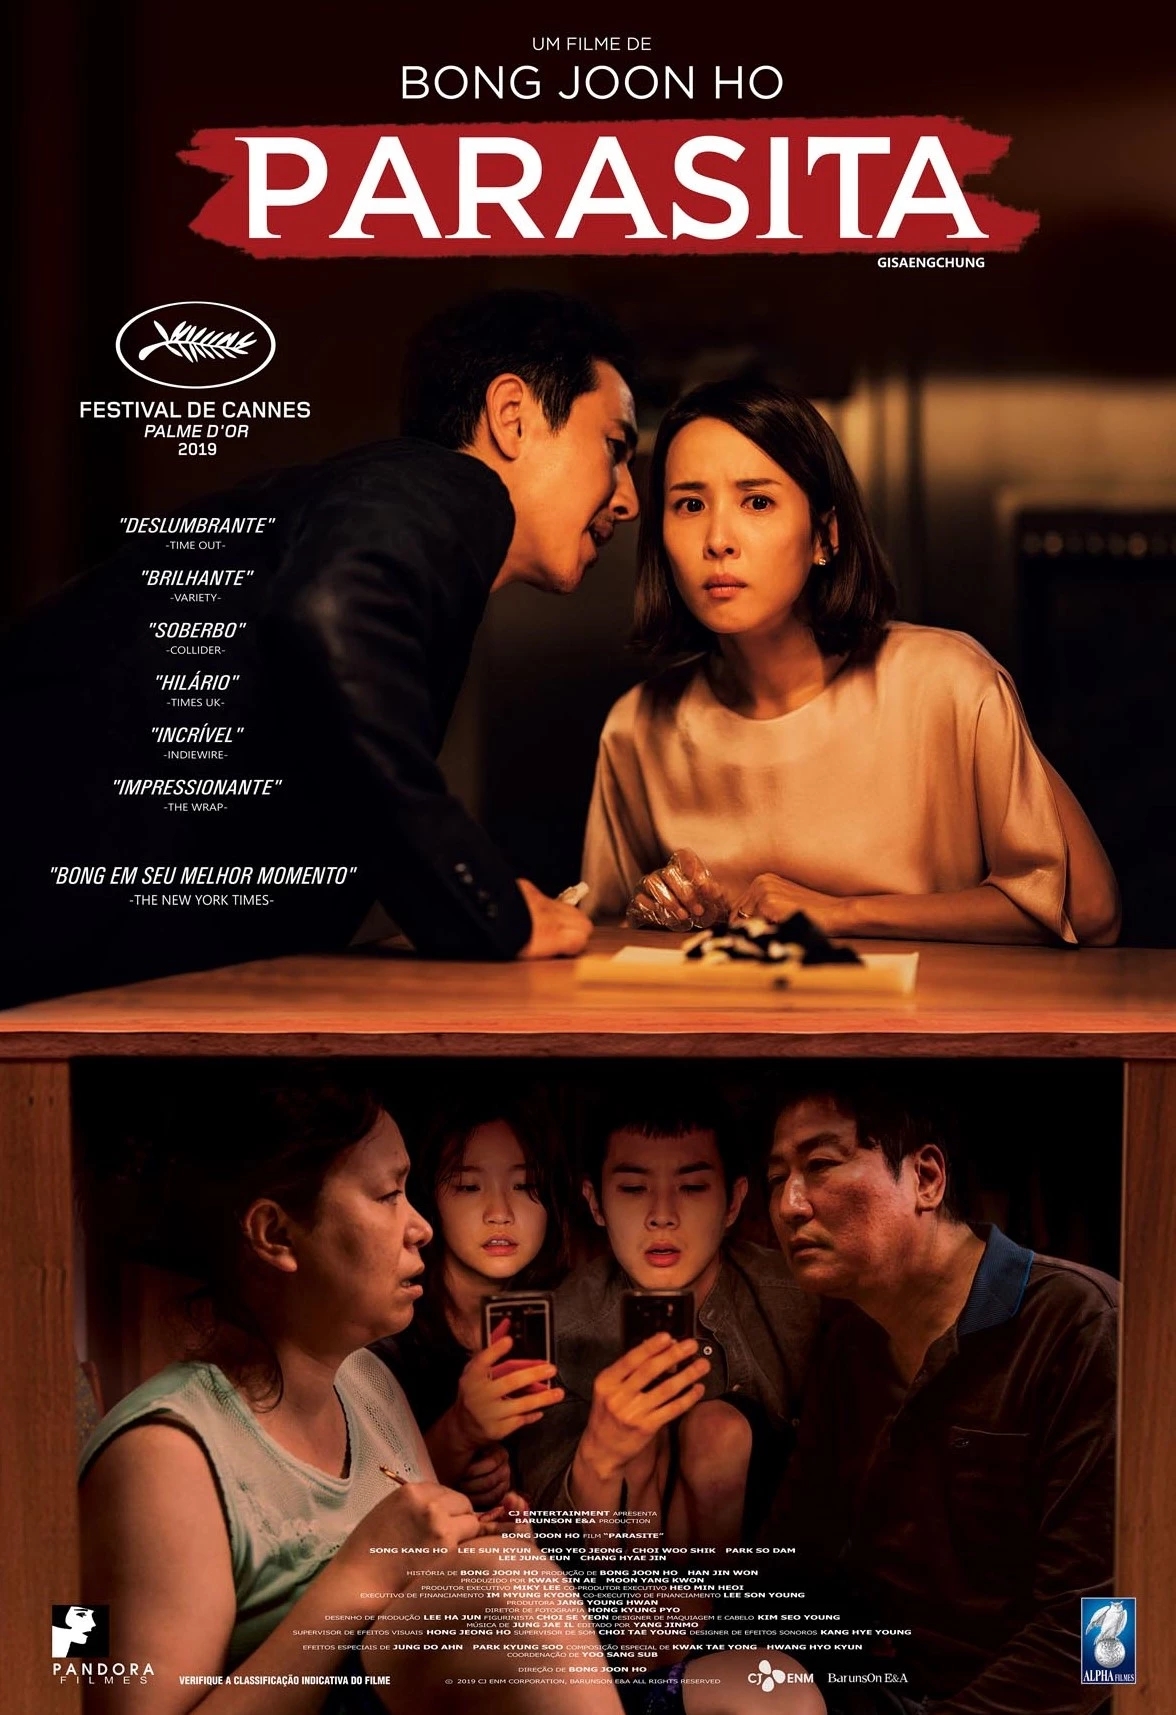 UM FILME DE
BONG JOON HO
PARASITA
GISAENGCHUNG
FESTIVAL DE CANNES
PALME D'OR
2019
"DESLUMBRANTE"
-TIME OUT-
"BRILHANTE"
-VARIETY-
"SOBERBO"
-COLLIDER-
"HILÁRIO"
-TIMES UK-
"INCRÍVEL"
-INDIEWIRE-
"IMPRESSIONANTE"
-THE WRAP-
"BONG EM SEU MELHOR MOMENTO"
-THE NEW YORK TIMES-
CJ ENTERTAINMENT APRESENTA
BARUNSON E&A PRODUCTION
BONG JOON HO FILM "PARASITE"
SONG KANG HO LEE SUN KYUN CHO YEO JEONG CHOI WOO SHIK PARK SO DAM
LEE JUNG EUN CHANG HYAE JIN
HISTÓRIA DE BONG JOON HO PRODUÇÃO DE BONG JOON HO HAN JIN WON
PRODUZIDO POR KWAK SIN AE MOON YANG KWON
PRODUTOR EXECUTIVO MIKY LEE CO-PRODUTOR EXECUTIVO HEO MIN HEOI
EXECUTIVO DE FINANCIAMENTO IM MYUNG KYOON CO-EXECUTIVO DE FINANCIAMENTO LEE SON YOUNG
PRODUTORA JANG YOUNG HWAN
DIRETOR DE FOTOGRAFIA HONG KYUNG PYO
DESENHO DE PRODUÇÃO LEE HA JUN FIGURINISTA CHOI SE YEON DESIGNER DE MAQUIAGEM E CABELO KIM SEO YOUNG
MÚSICA DE JUNG JAE IL EDITADO POR YANG JINMO
SUPERVISOR DE EFEITOS VISUAIS HONG JEONG HO SUPERVISOR DE SOM CHOI TAE YOUNG DESIGNER DE EFEITOS SONOROS KANG HYE YOUNG
EFEITOS ESPECIAIS DE JUNG DO AHN PARK KYUNG SOO COMPOSIÇÃO ESPECIAL DE KWAK TAE YONG HWANG HYO KYUN
COORDENAÇÃO DE YOO SANG SUB
DIREÇÃO DE BONG JOON HO
© 2019 CJ ENM CORPORATION, BARUNSON E&A ALL RIGHTS RESERVED
PANDORA
FILMES
VERIFIQUE A CLASSIFICAÇÃO INDICATIVA DO FILME
CJ ENM
BarunsOn E&A
ALPHA FILMES